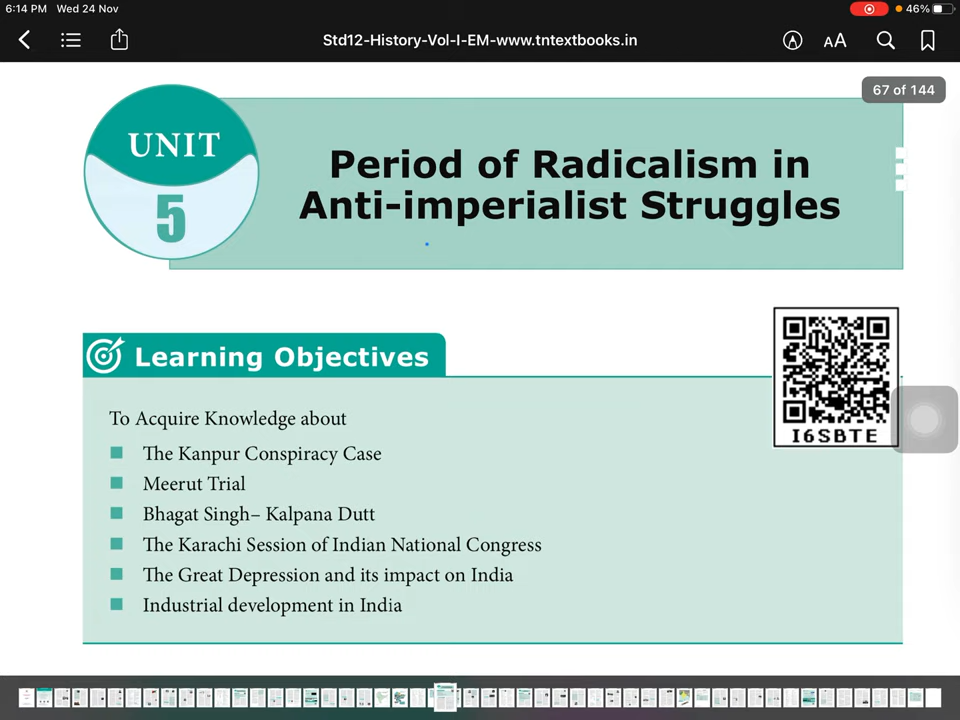 6:14 PM Wed 24 Nov
46%
Std12-History-Vol-I-EM-www.tntextbooks.in
AA
67 of 144
UNIT
5
Period of Radicalism in
Anti-imperialist Struggles
Learning Objectives
I6SBTE
To Acquire Knowledge about
The Kanpur Conspiracy Case
Meerut Trial
Bhagat Singh– Kalpana Dutt
The Karachi Session of Indian National Congress
The Great Depression and its impact on India
Industrial development in India